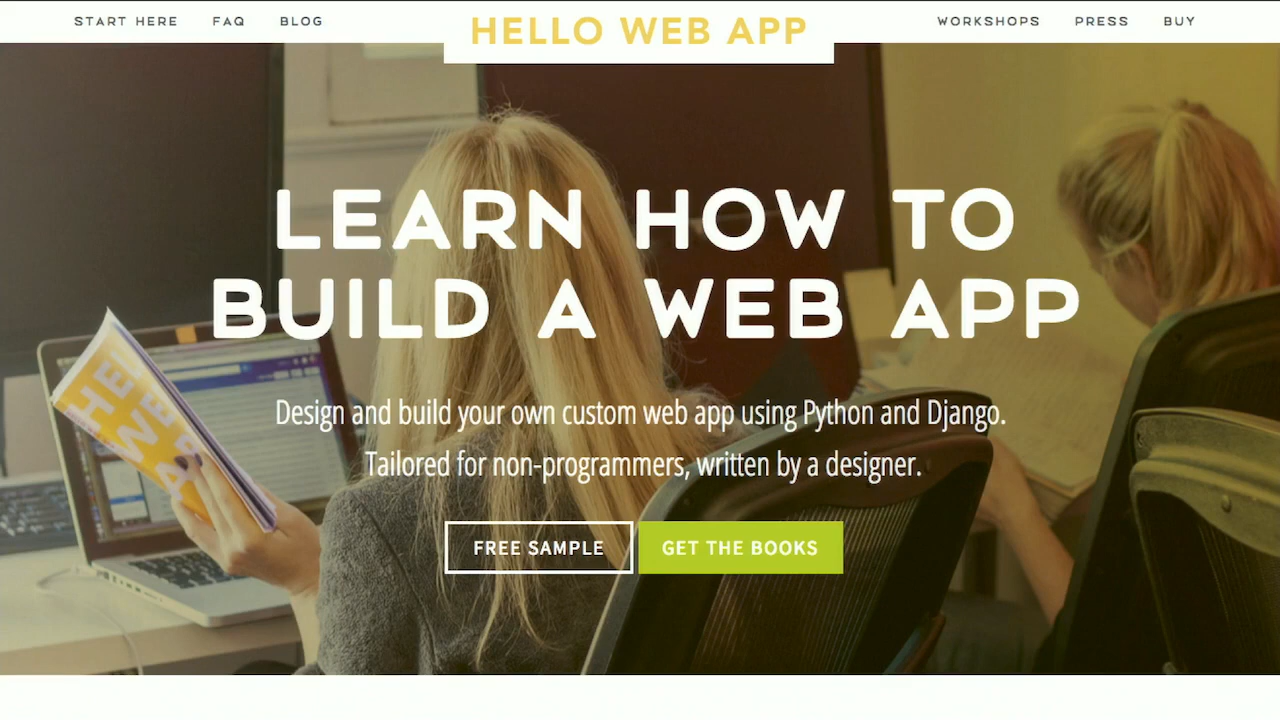 START HERE FAQ BLOG HELLO WEB APP WORKSHOPS PRESS BUY
LEARN HOW TO
BUILD A WEB APP
Design and build your own custom web app using Python and Django.
Tailored for non-programmers, written by a designer.
FREE SAMPLE GET THE BOOKS